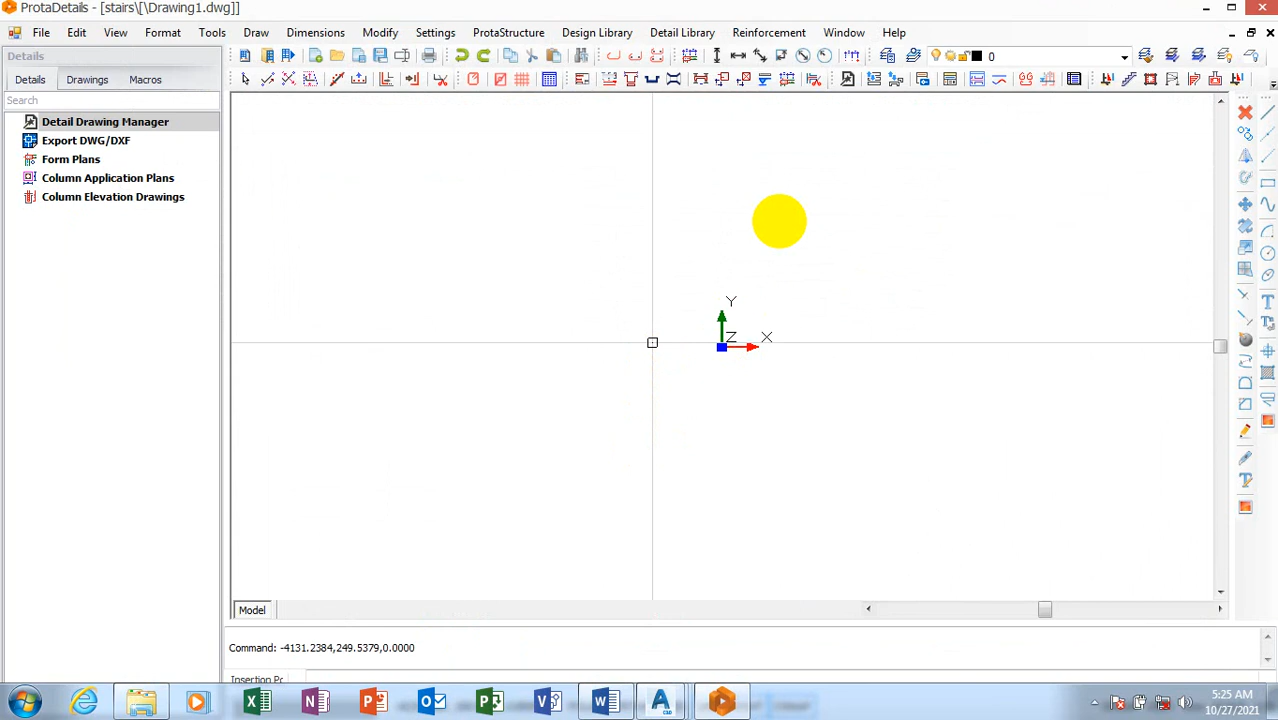 ProtaDetails - [stairs\[\Drawing1.dwg]]
File Edit View Format Tools Draw Dimensions Modify Settings ProtaStructure Design Library Detail Library Reinforcement Window Help
Details
0
Details Drawings Macros
Search
Detail Drawing Manager
Export DWG/DXF
Form Plans
Column Application Plans
Column Elevation Drawings
Y
Z X
Model
Command: -4131.2384,249.5379,0.0000
Insertion Pc
5:25 AM
10/27/2021